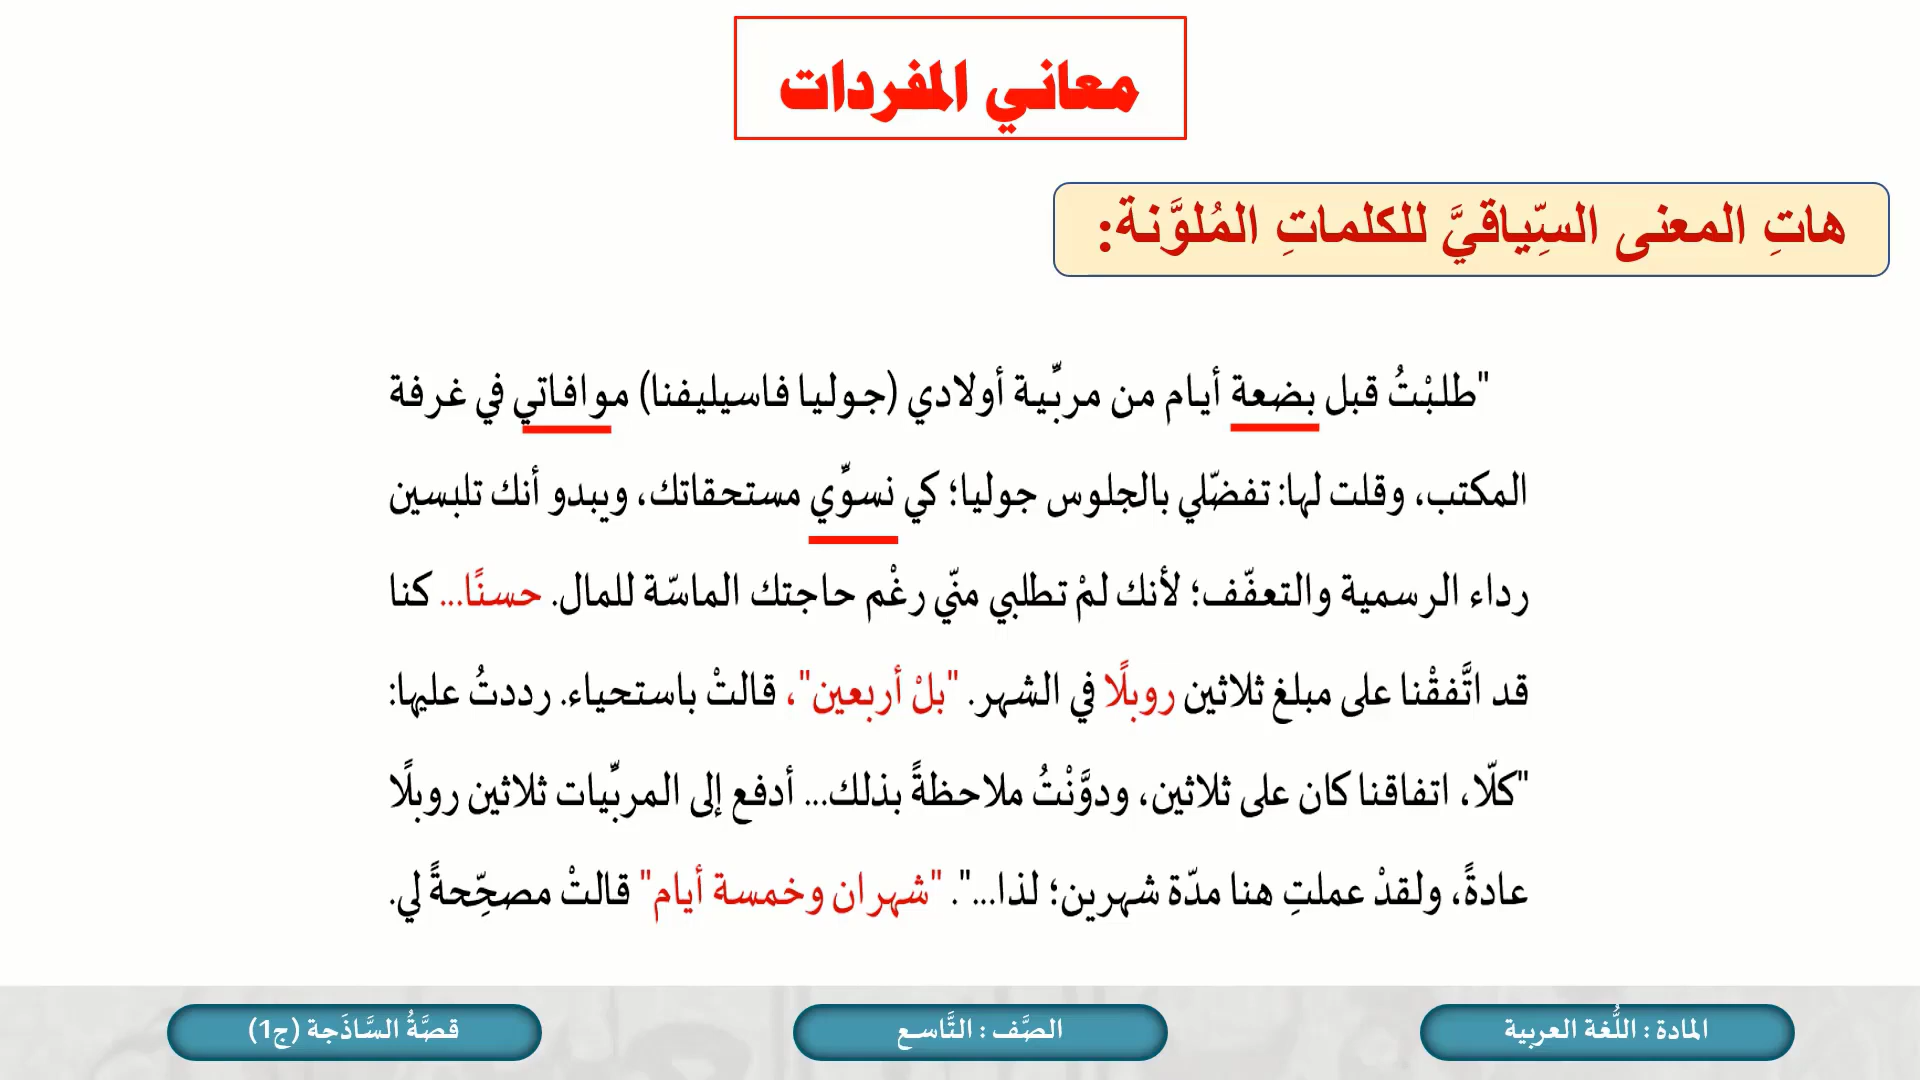 معاني المفردات
هاتِ المعنى السِّياقيَّ للكلماتِ المُلوَّنة:
"طلبْتُ قبل بضعة أيام من مربِّية أولادي (جوليا فاسيليفنا) موافاتي في غرفة
المكتب، وقلت لها: تفضّلي بالجلوس جوليا؛ كي نسوِّي مستحقاتك، ويبدو أنك تلبسين
رداء الرسمية والتعفّف؛ لأنك لمْ تطلبي منّي رغْم حاجتك الماسّة للمال. حسنًا... كنا
قد اتَّفقْنا على مبلغ ثلاثين روبلًا في الشهر. "بلْ أربعين"، قالتْ باستحياء. رددتُ عليها:
"كلّا، اتفاقنا كان على ثلاثين، ودوَّنْتُ ملاحظةً بذلك... أدفع إلى المربِّيات ثلاثين روبلًا
عادةً، ولقدْ عملتِ هنا مدّة شهرين؛ لذا...". "شهران وخمسة أيام" قالتْ مصحِّحةً لي.
المادة : اللُّغة العربية
الصَّف : التَّاسع
قصَّةُ السَّاذَجة (ج1)